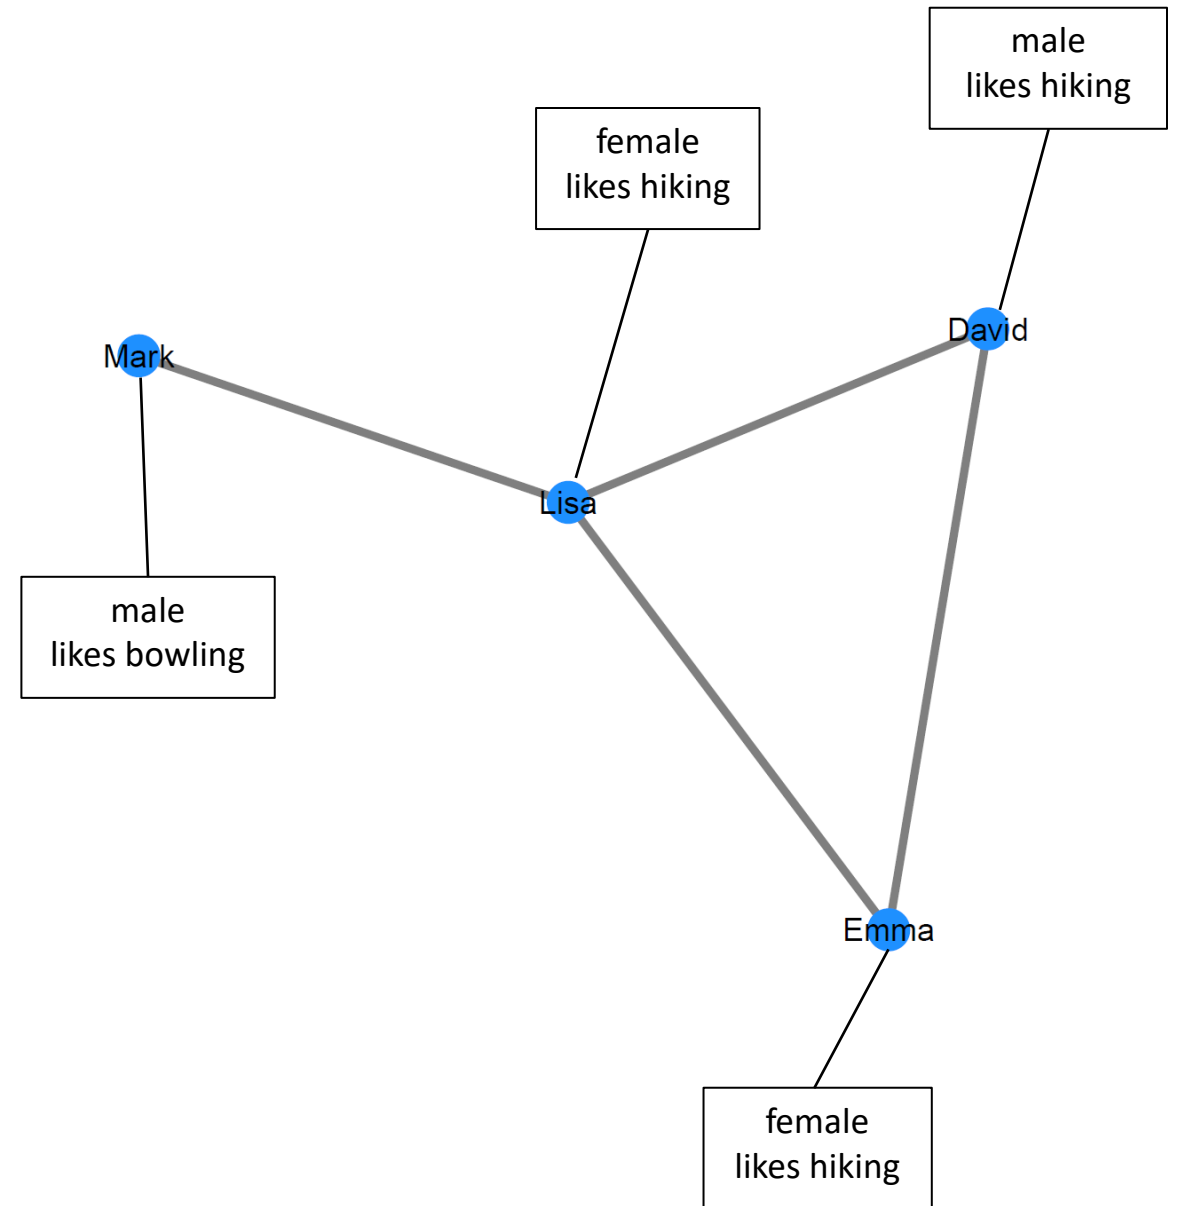 male
likes hiking
female
likes hiking
David
Mark
Lisa
male
likes bowling
Emma
female
likes hiking